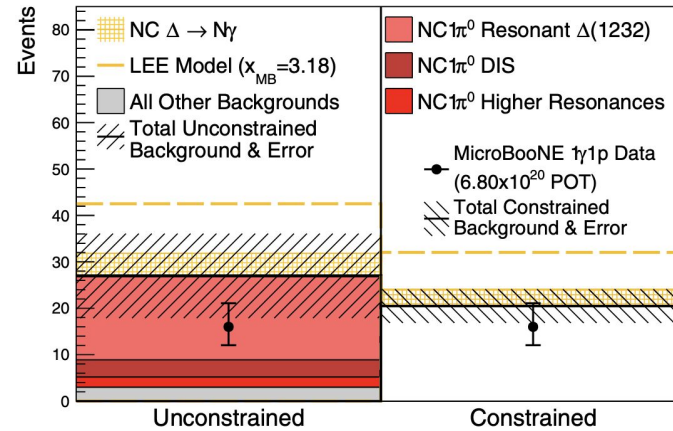 Events
80
70
60
50
40
30
20
10
0
NC Δ → Nγ
LEE Model (x_MB=3.18)
All Other Backgrounds
Total Unconstrained
Background & Error
NC1π⁰ Resonant Δ(1232)
NC1π⁰ DIS
NC1π⁰ Higher Resonances
MicroBooNE 1γ1p Data
(6.80x10²⁰ POT)
Total Constrained
Background & Error
Unconstrained
Constrained